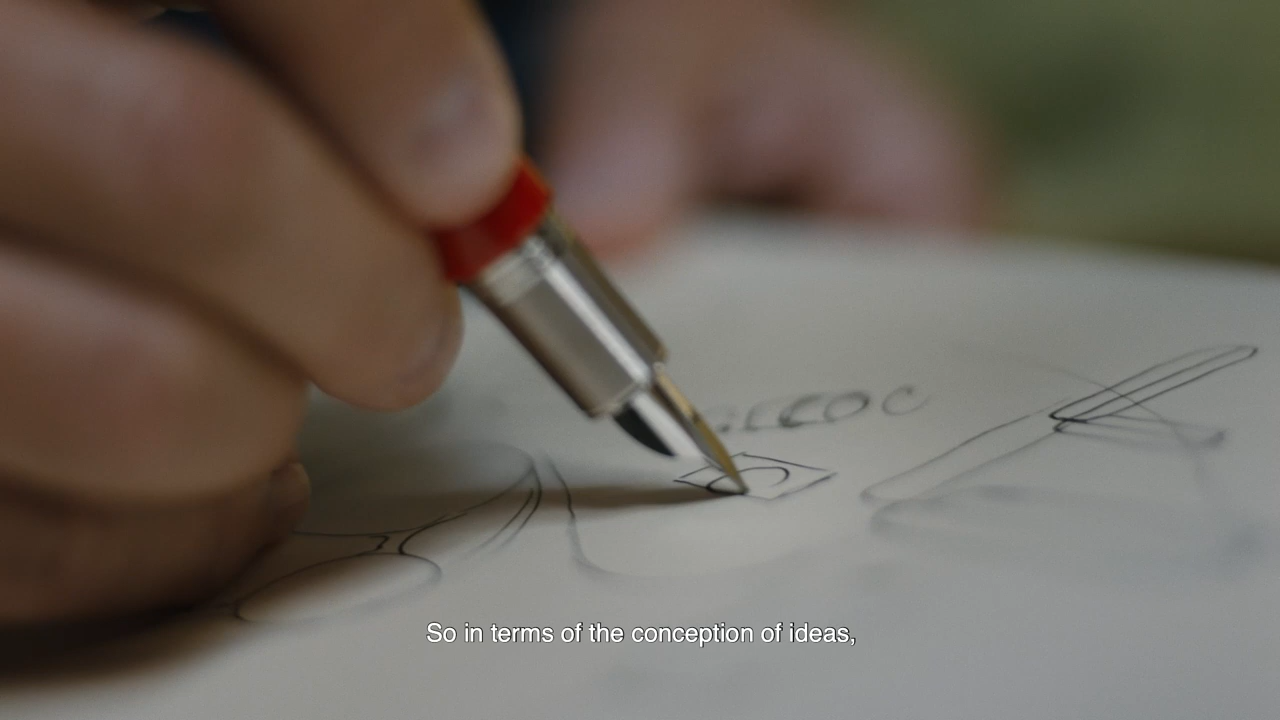 So in terms of the conception of ideas,